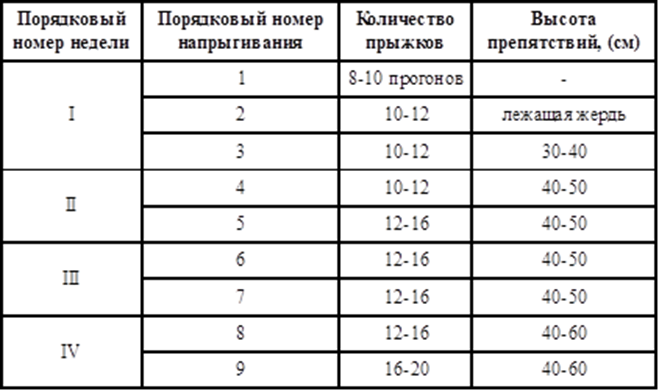 Порядковый номер недели | Порядковый номер напрыгивания | Количество прыжков | Высота препятствий, (см)
I | 1 | 8-10 прогонов | -
2 | 10-12 | лежащая жердь
3 | 10-12 | 30-40
II | 4 | 10-12 | 40-50
5 | 12-16 | 40-50
III | 6 | 12-16 | 40-50
7 | 12-16 | 40-50
IV | 8 | 12-16 | 40-60
9 | 16-20 | 40-60